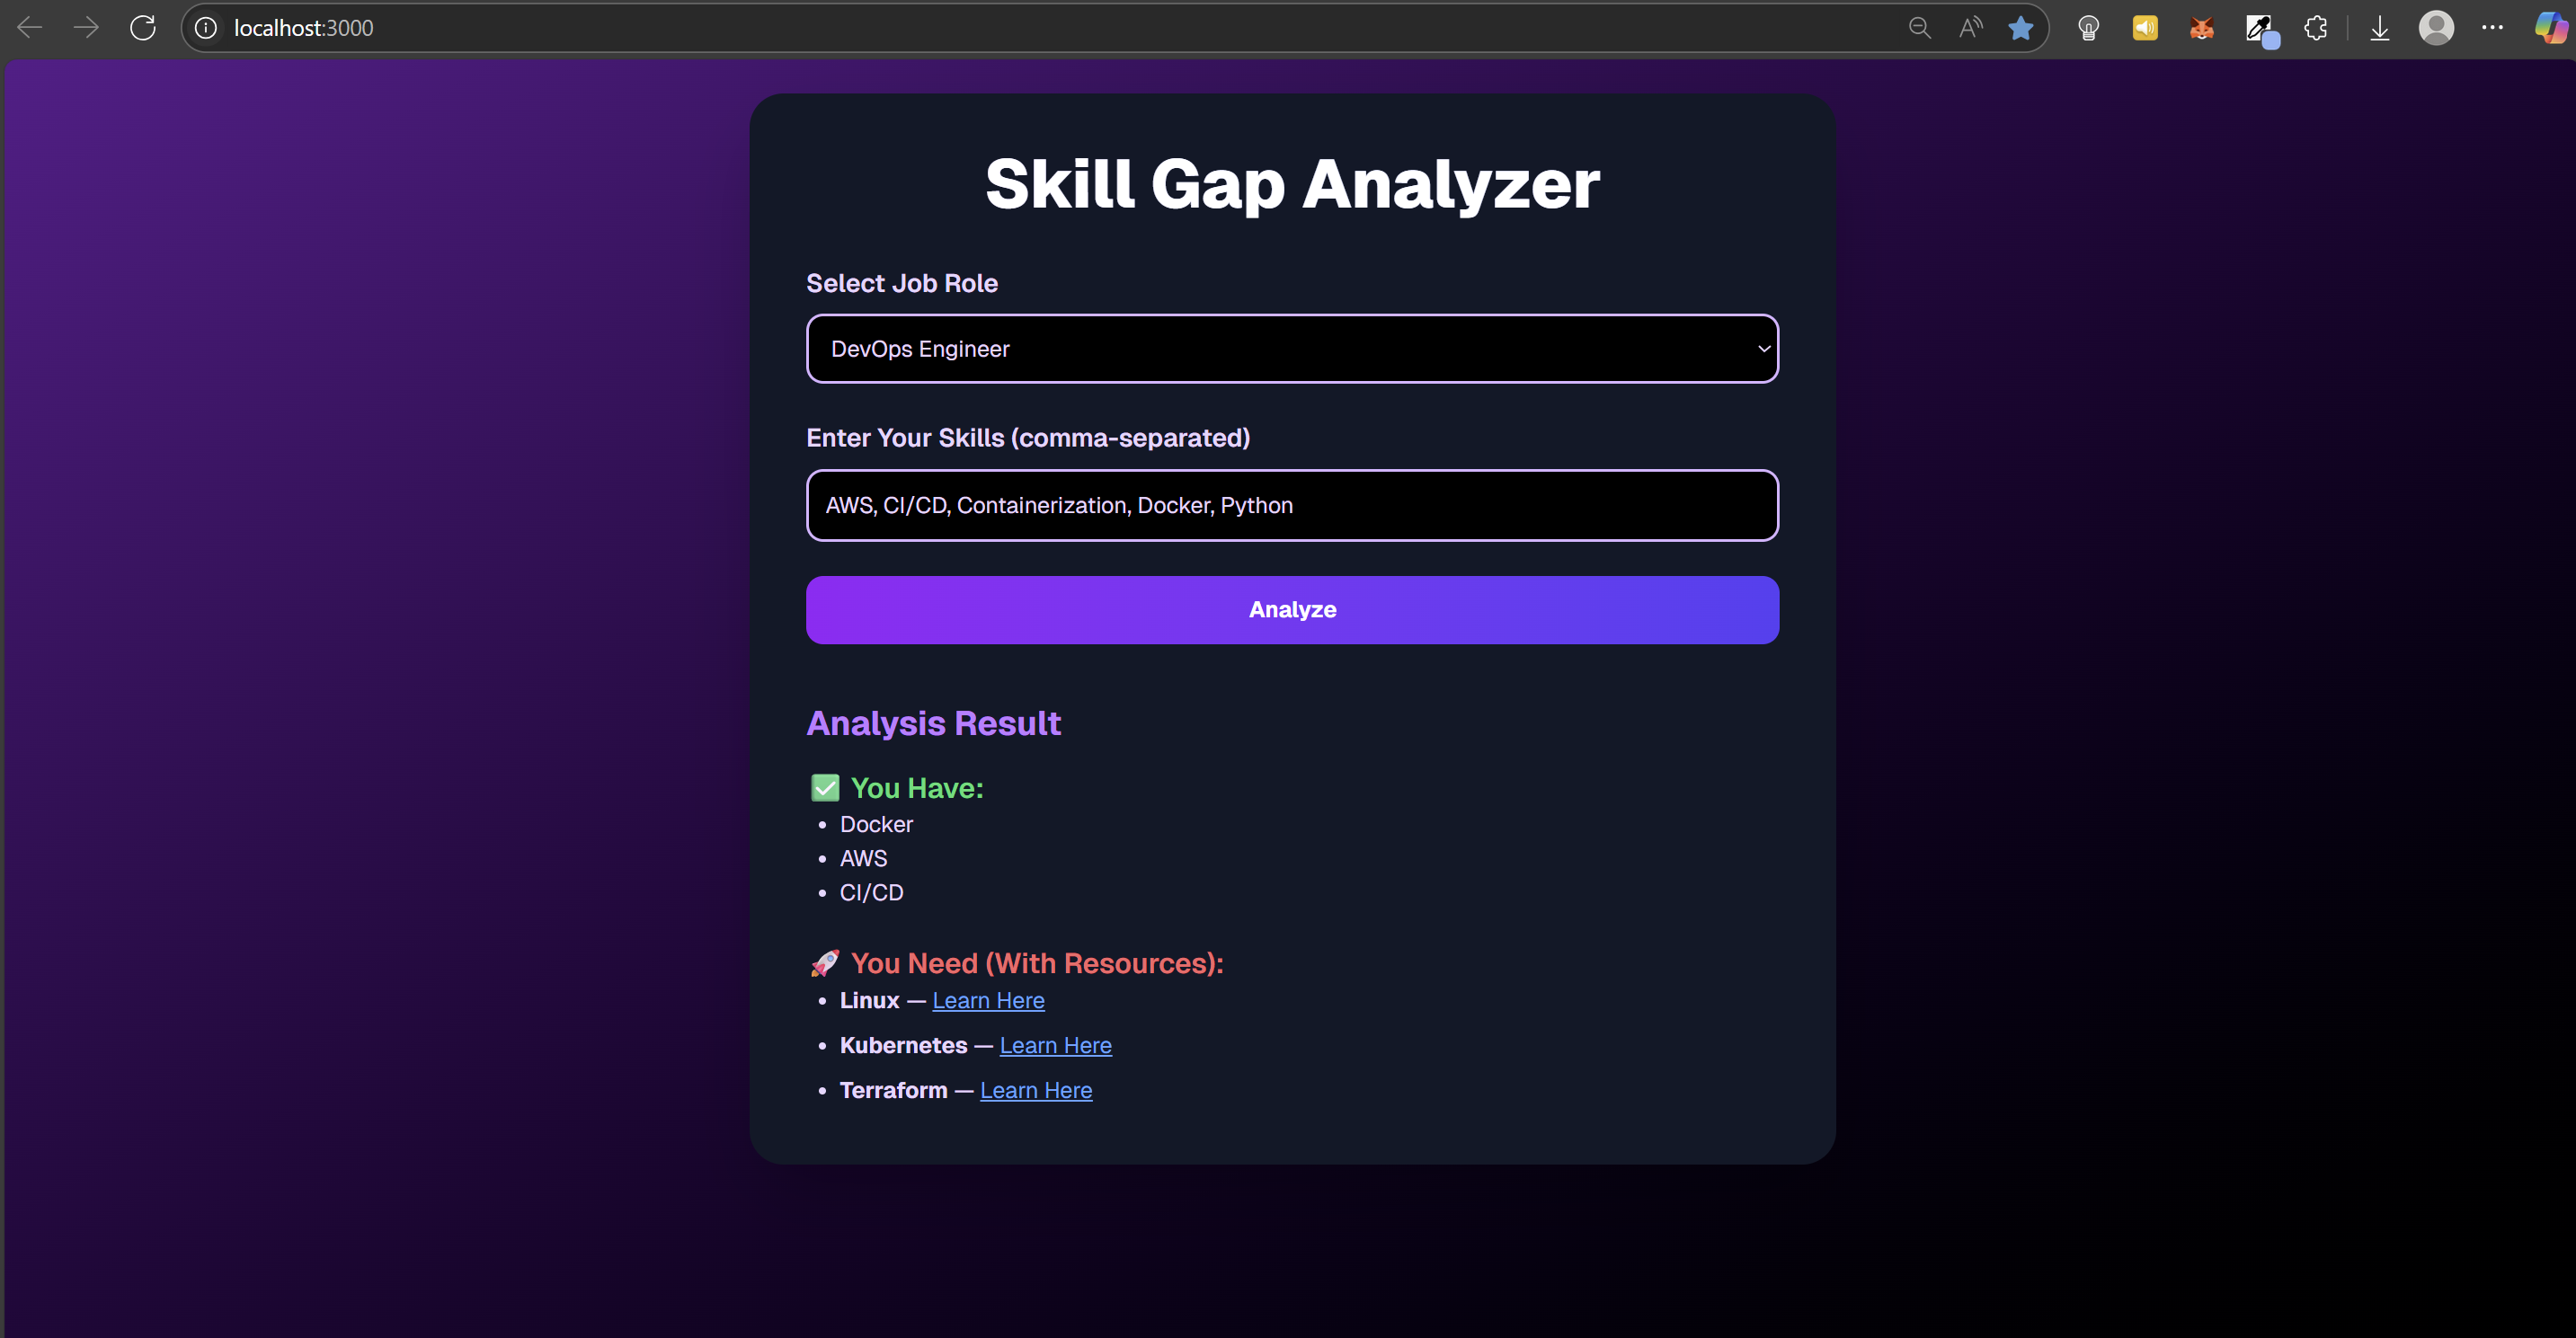 localhost:3000
Skill Gap Analyzer
Select Job Role
DevOps Engineer
Enter Your Skills (comma-separated)
AWS, CI/CD, Containerization, Docker, Python
Analyze
Analysis Result
✅ You Have:
• Docker
• AWS
• CI/CD
🚀 You Need (With Resources):
• Linux — Learn Here
• Kubernetes — Learn Here
• Terraform — Learn Here